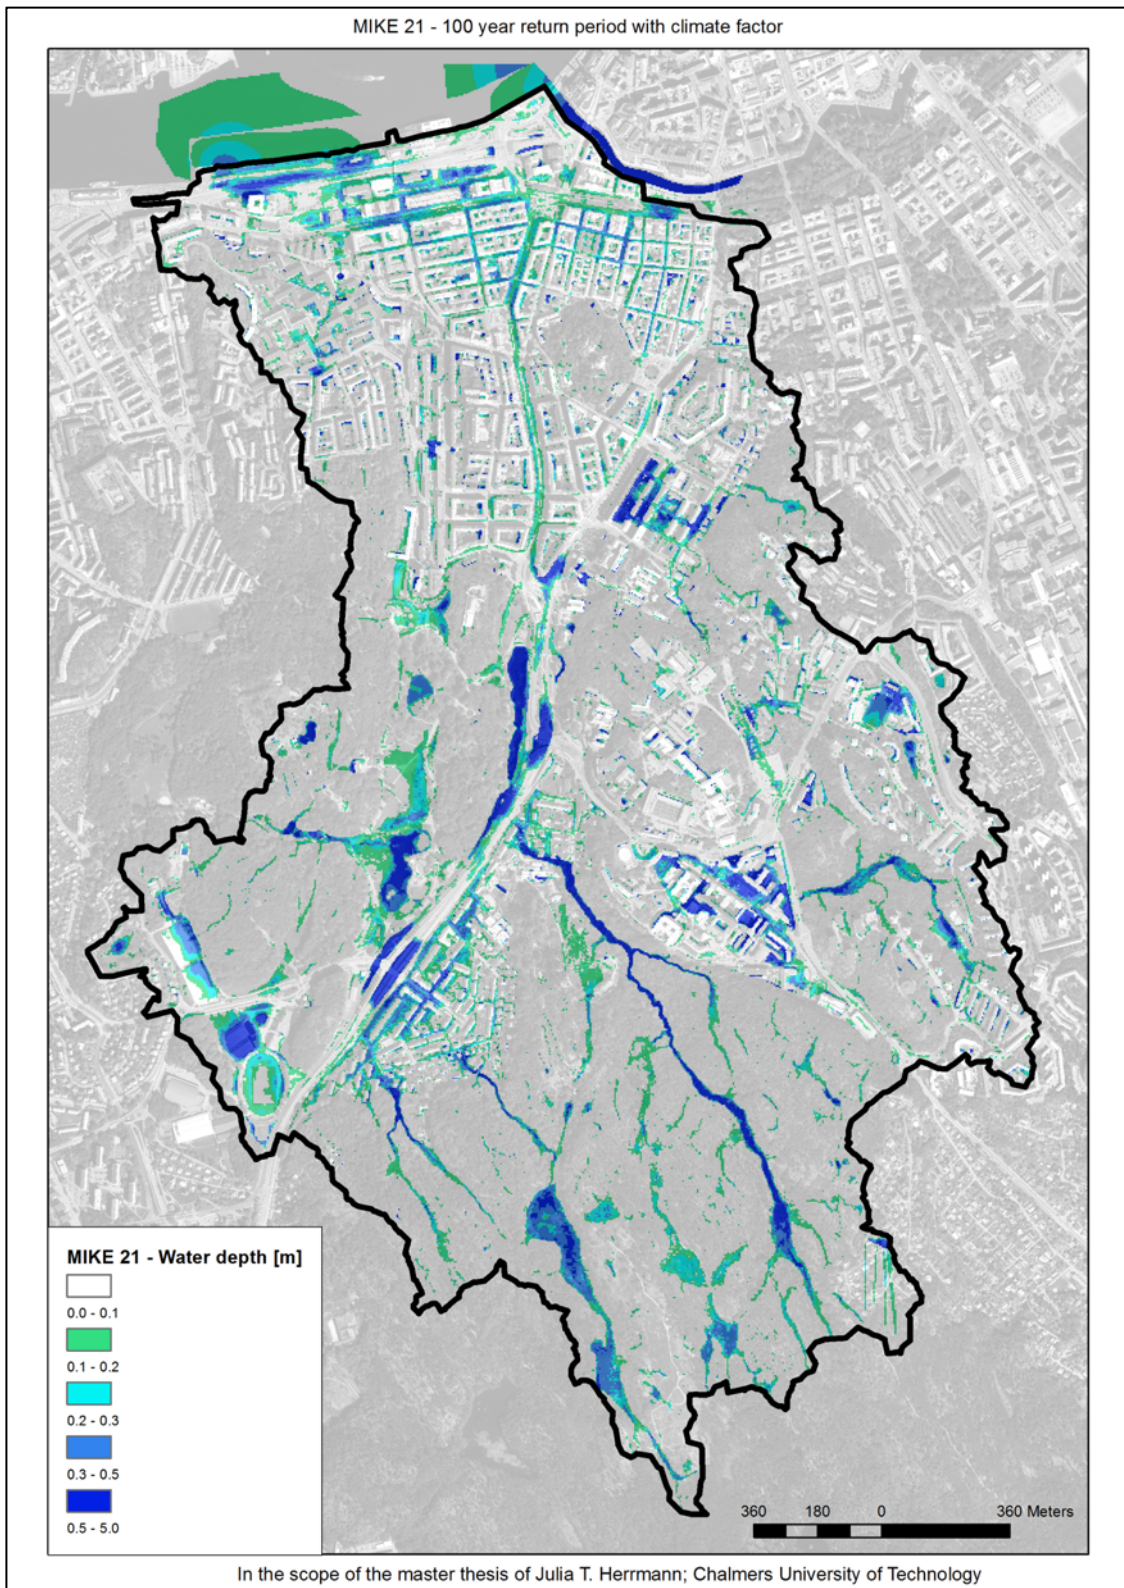 MIKE 21 - 100 year return period with climate factor
MIKE 21 - Water depth [m]
0.0 - 0.1
0.1 - 0.2
0.2 - 0.3
0.3 - 0.5
0.5 - 5.0
360 180 0 360 Meters
In the scope of the master thesis of Julia T. Herrmann; Chalmers University of Technology